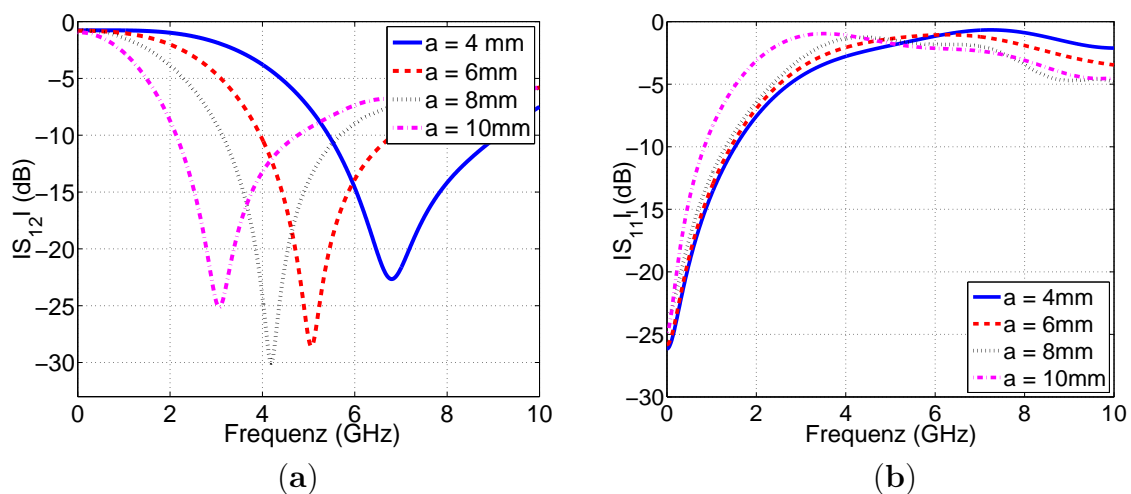 0
−5
−10
−15
−20
−25
−30
|S12| (dB)
0 2 4 6 8 10
Frequenz (GHz)
a = 4 mm
a = 6mm
a = 8mm
a = 10mm
(a)
0
−5
−10
−15
−20
−25
−30
|S11| (dB)
0 2 4 6 8 10
Frequenz (GHz)
a = 4mm
a = 6mm
a = 8mm
a = 10mm
(b)